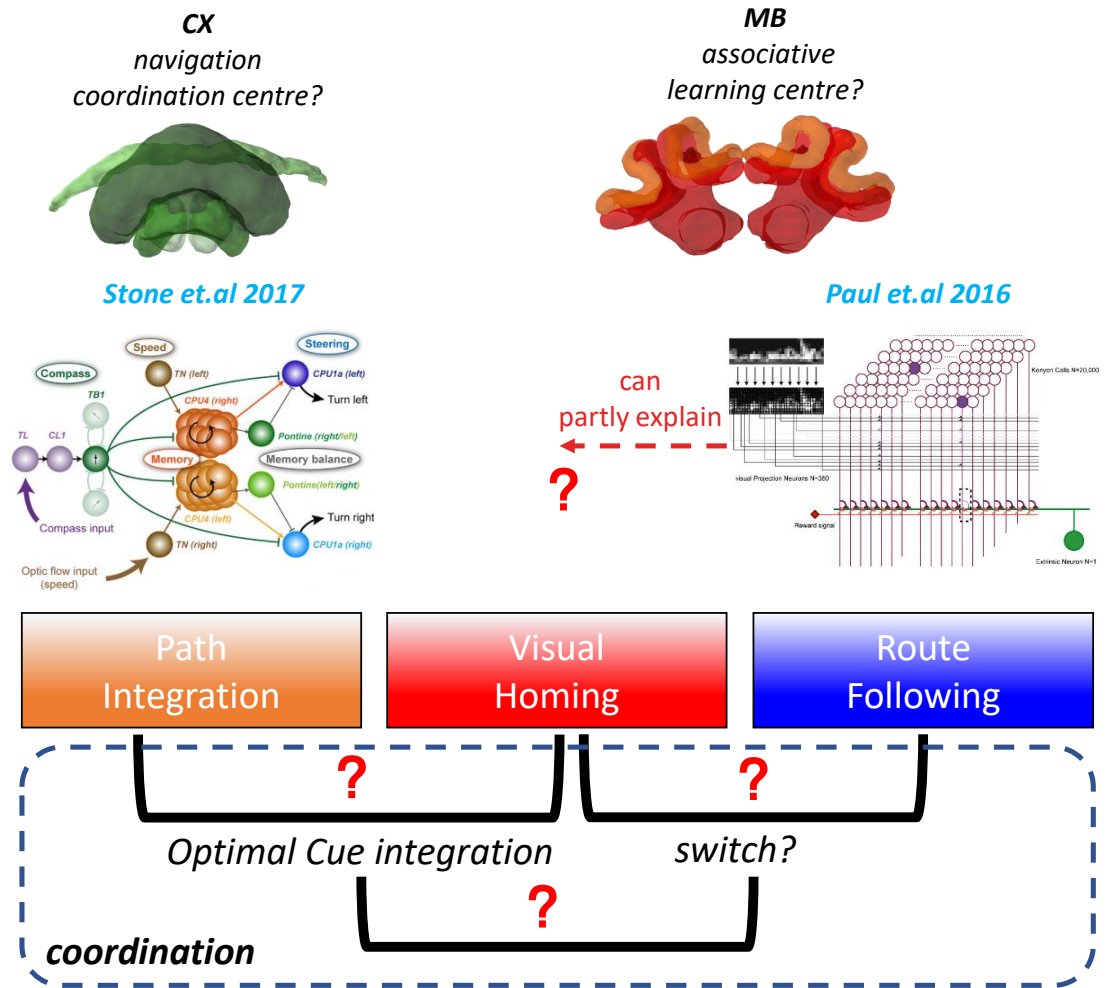 CX
navigation
coordination centre?
MB
associative
learning centre?
Stone et.al 2017
Paul et.al 2016
Speed
Steering
TN (left)
CPU1a (left)
Compass
Turn left
TB1
CPU4 (right)
TL
CL1
Pontine (right/left)
Memory
Memory balance
Pontine(left/right)
CPU4 (left)
Turn right
Compass input
TN (right)
CPU1a (right)
Optic flow input
(speed)
can
partly explain
?
Kenyon Cells N=20,000
visual Projection Neurons N=360
Reward signal
Extrinsic Neuron N=1
Path
Integration
Visual
Homing
Route
Following
?
?
Optimal Cue integration
switch?
?
coordination